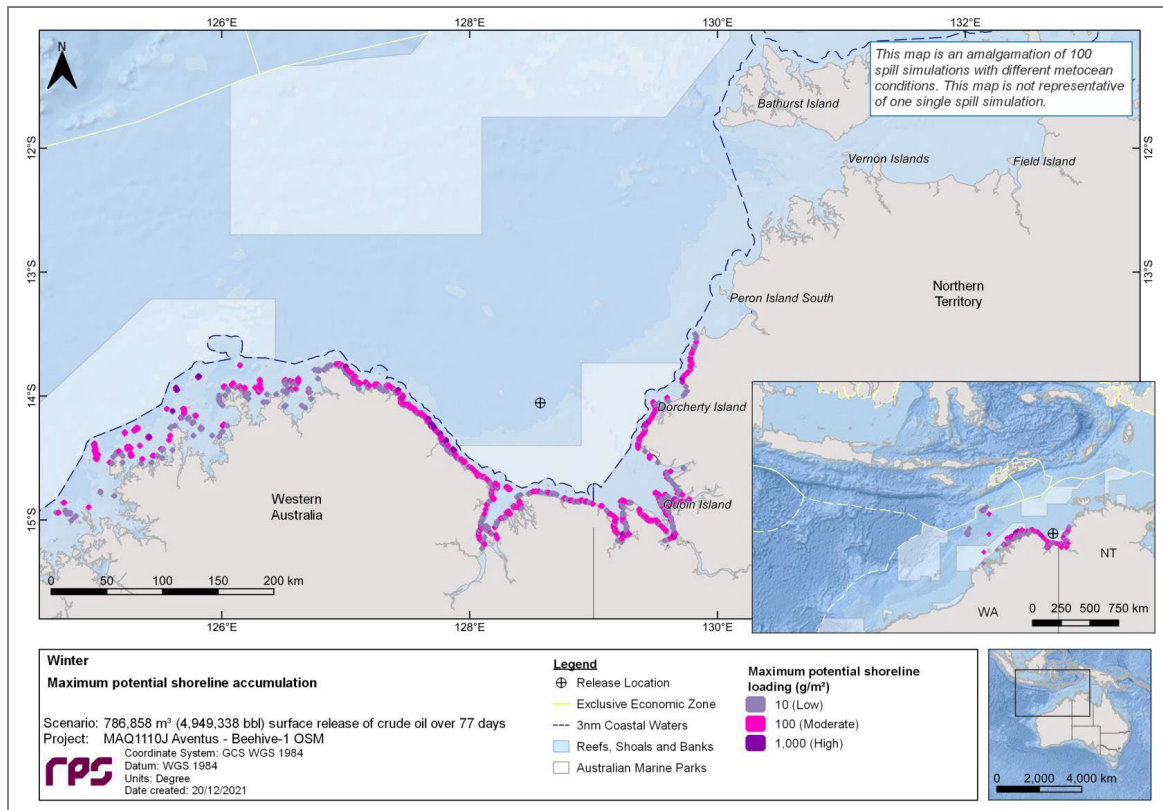 126°E
128°E
130°E
132°E
N
This map is an amalgamation of 100
spill simulations with different metocean
conditions. This map is not representative
of one single spill simulation.
Bathurst Island
12°S
12°S
Vernon Islands
Field Island
13°S
13°S
Peron Island South
Northern
Territory
14°S
Dorcherty Island
Western
Australia
15°S
Quoin Island
0 50 100 150 200 km
NT
WA
0 250 500 750 km
126°E
128°E
130°E
Winter
Maximum potential shoreline accumulation
Scenario: 786,858 m³ (4,949,338 bbl) surface release of crude oil over 77 days
Project: MAQ1110J Aventus - Beehive-1 OSM
rps
Coordinate System: GCS WGS 1984
Datum: WGS 1984
Units: Degree
Date created: 20/12/2021
Legend
Release Location
Exclusive Economic Zone
3nm Coastal Waters
Reefs, Shoals and Banks
Australian Marine Parks
Maximum potential shoreline
loading (g/m²)
10 (Low)
100 (Moderate)
1,000 (High)
0 2,000 4,000 km